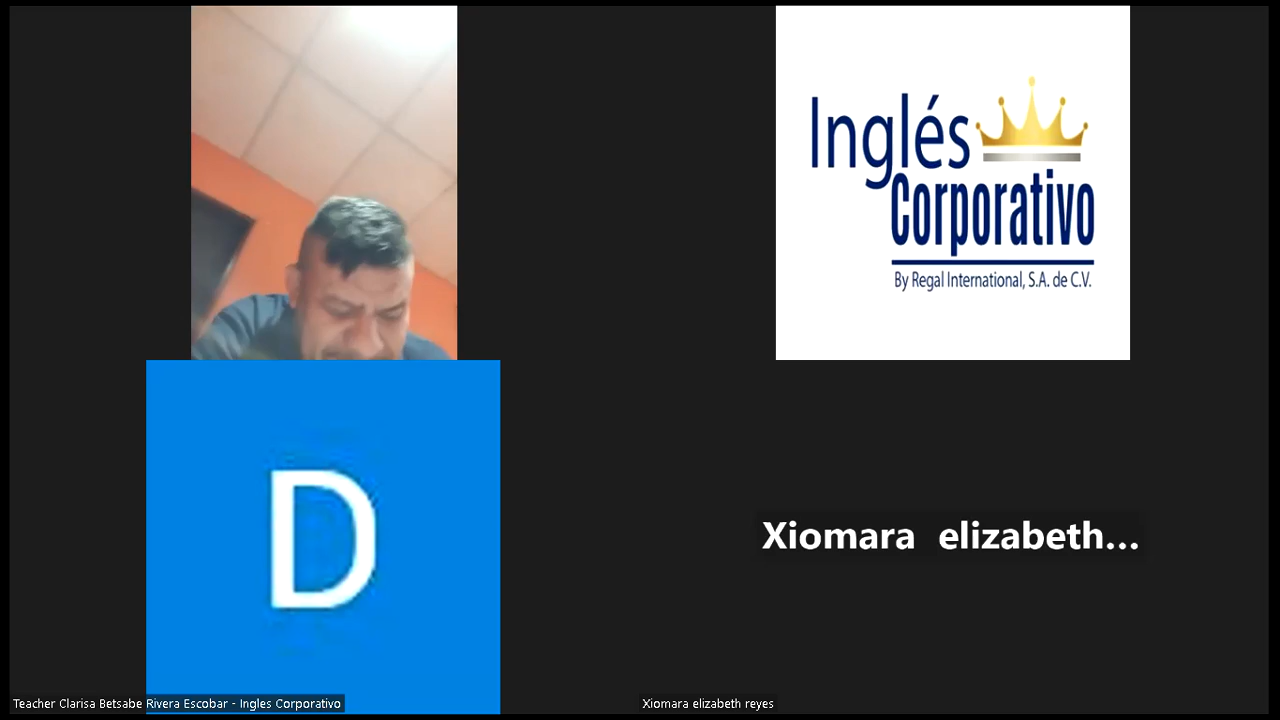 Inglés
Corporativo
By Regal International, S.A. de C.V.
D
Xiomara elizabeth...
Teacher Clarisa Betsabe Rivera Escobar - Ingles Corporativo
Xiomara elizabeth reyes